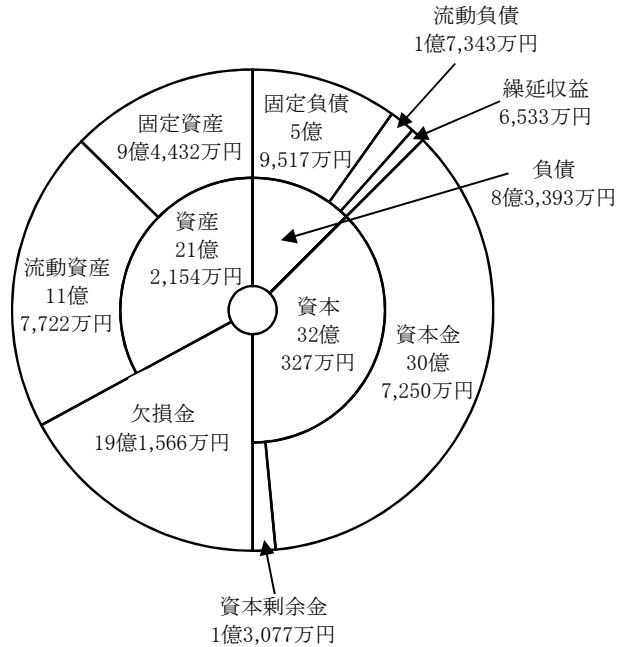 流動負債
1億7,343万円
繰延収益
6,533万円
固定負債
5億
9,517万円
固定資産
9億4,432万円
負債
8億3,393万円
資産
21億
2,154万円
流動資産
11億
7,722万円
資本
32億
327万円
資本金
30億
7,250万円
欠損金
19億1,566万円
資本剰余金
1億3,077万円